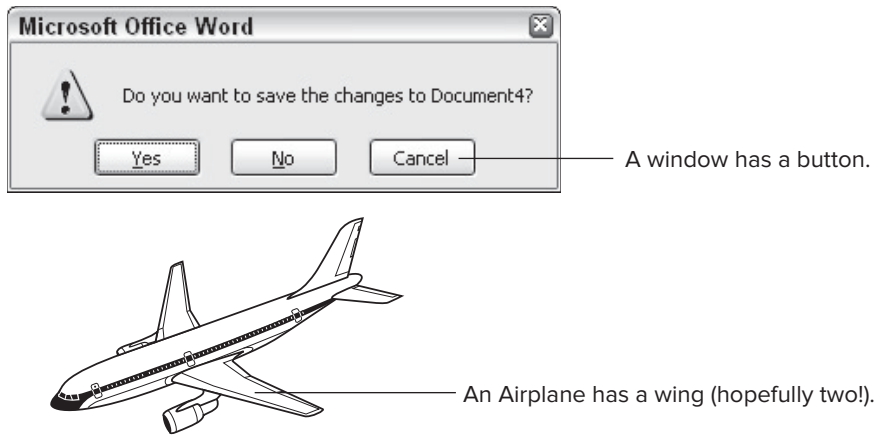 Microsoft Office Word
Do you want to save the changes to Document4?
Yes No Cancel
A window has a button.
An Airplane has a wing (hopefully two!).